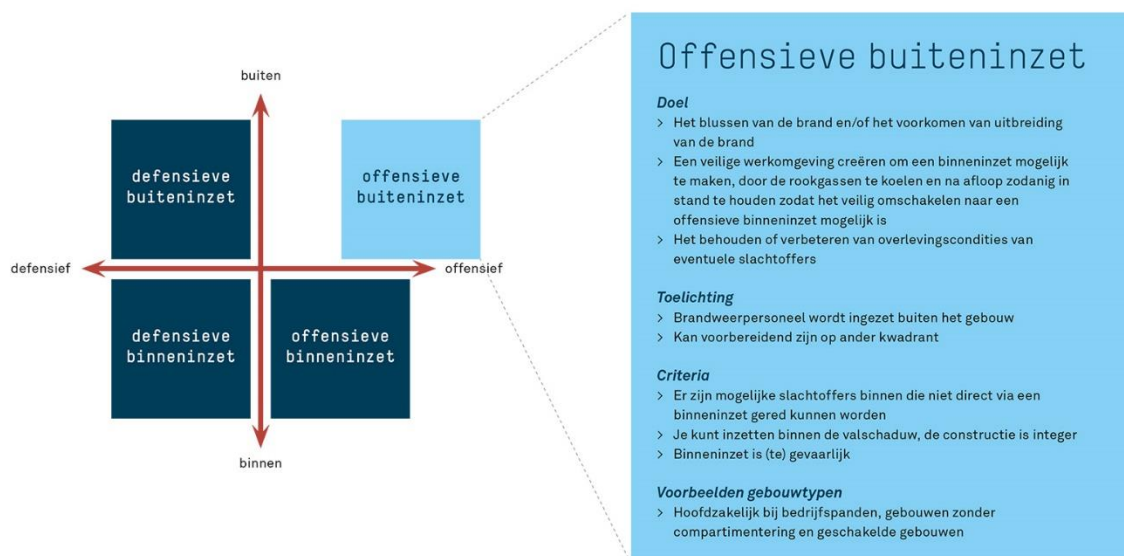 buiten
defensieve
buiteninzet
offensieve
buiteninzet
defensief
offensief
defensieve
binneninzet
offensieve
binneninzet
binnen
Offensieve buiteninzet
Doel
> Het blussen van de brand en/of het voorkomen van uitbreiding
van de brand
> Een veilige werkomgeving creëren om een binneninzet mogelijk
te maken, door de rookgassen te koelen en na afloop zodanig in
stand te houden zodat het veilig omschakelen naar een
offensieve binneninzet mogelijk is
> Het behouden of verbeteren van overlevingscondities van
eventuele slachtoffers
Toelichting
> Brandweerpersoneel wordt ingezet buiten het gebouw
> Kan voorbereidend zijn op ander kwadrant
Criteria
> Er zijn mogelijke slachtoffers binnen die niet direct via een
binneninzet gered kunnen worden
> Je kunt inzetten binnen de valschaduw, de constructie is integer
> Binneninzet is (te) gevaarlijk
Voorbeelden gebouwtypen
> Hoofdzakelijk bij bedrijfspanden, gebouwen zonder
compartimentering en geschakelde gebouwen